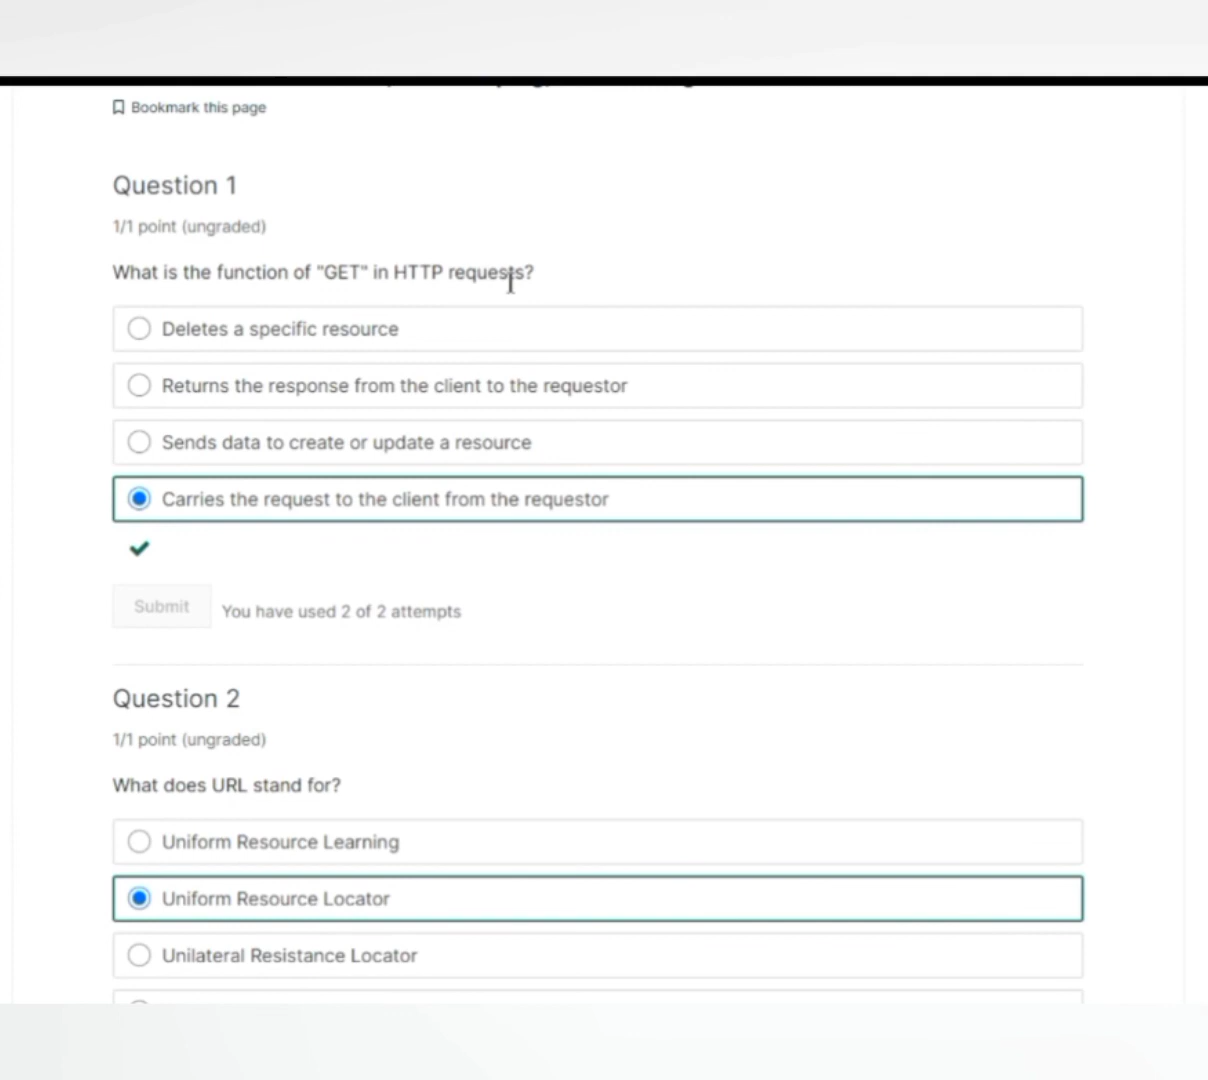 Bookmark this page
Question 1
1/1 point (ungraded)
What is the function of "GET" in HTTP requests?
Deletes a specific resource
Returns the response from the client to the requestor
Sends data to create or update a resource
Carries the request to the client from the requestor
Submit
You have used 2 of 2 attempts
Question 2
1/1 point (ungraded)
What does URL stand for?
Uniform Resource Learning
Uniform Resource Locator
Unilateral Resistance Locator